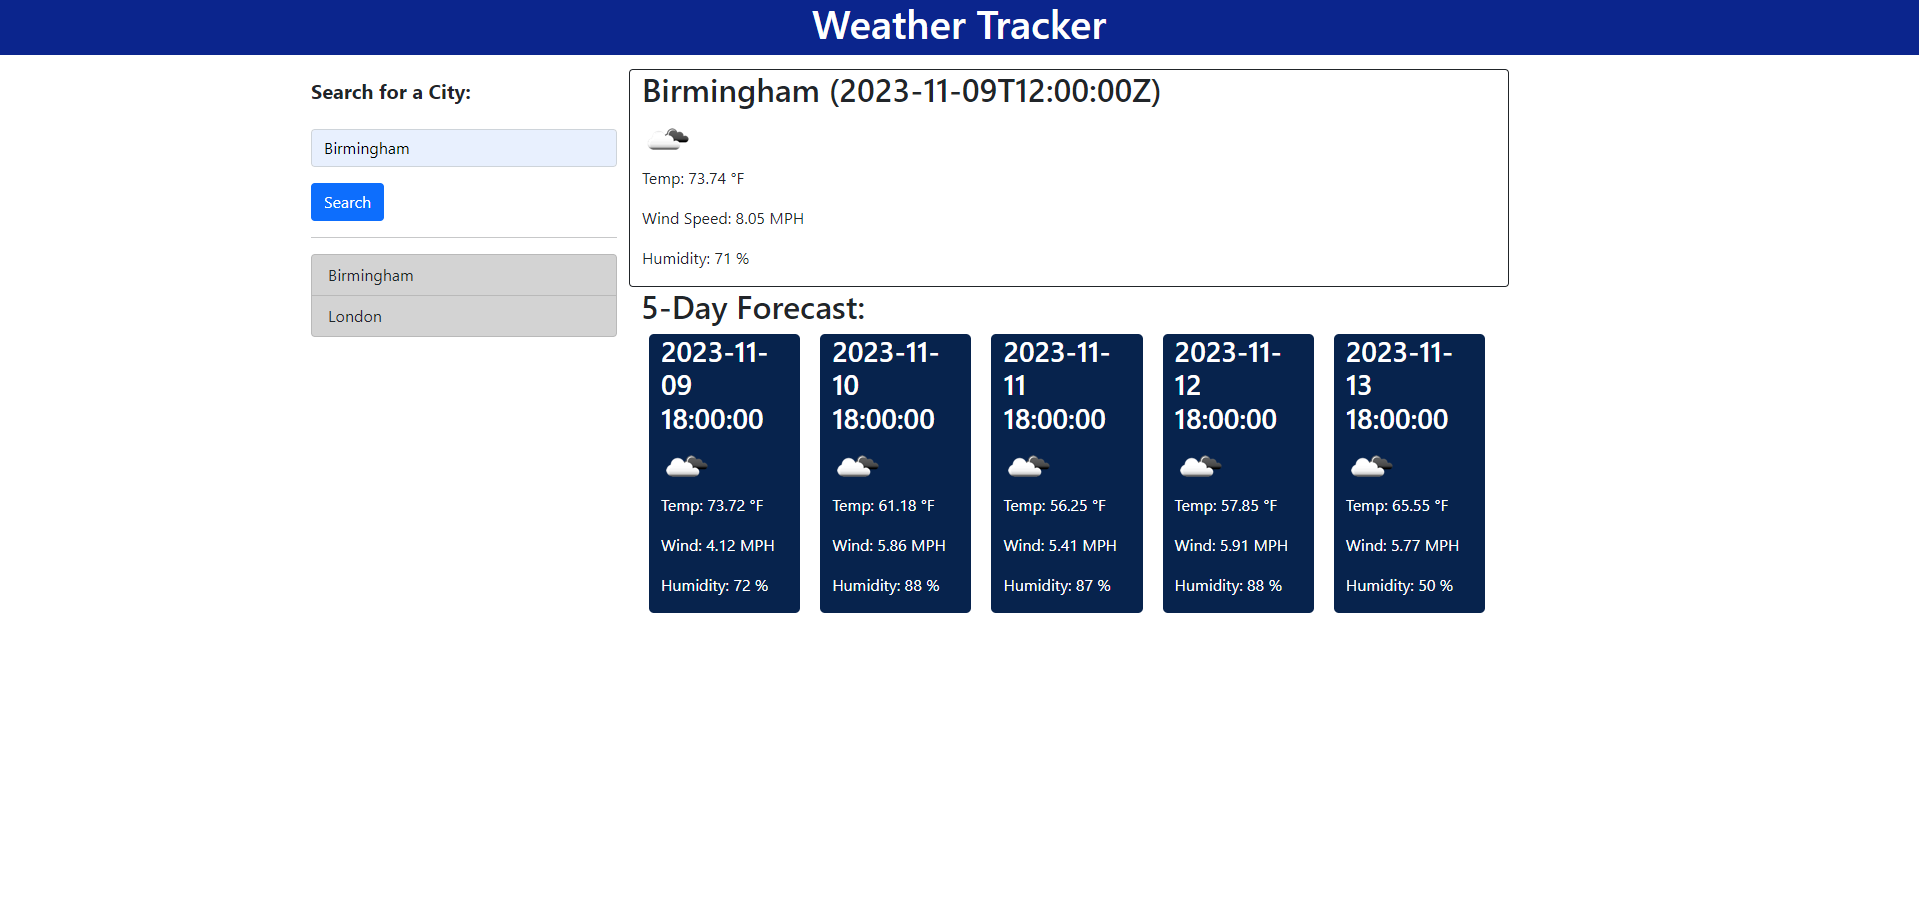 Weather Tracker
Search for a City:
Birmingham
Search
Birmingham
London
Birmingham (2023-11-09T12:00:00Z)
Temp: 73.74 °F
Wind Speed: 8.05 MPH
Humidity: 71 %
5-Day Forecast:
2023-11-
09
18:00:00
Temp: 73.72 °F
Wind: 4.12 MPH
Humidity: 72 %
2023-11-
10
18:00:00
Temp: 61.18 °F
Wind: 5.86 MPH
Humidity: 88 %
2023-11-
11
18:00:00
Temp: 56.25 °F
Wind: 5.41 MPH
Humidity: 87 %
2023-11-
12
18:00:00
Temp: 57.85 °F
Wind: 5.91 MPH
Humidity: 88 %
2023-11-
13
18:00:00
Temp: 65.55 °F
Wind: 5.77 MPH
Humidity: 50 %